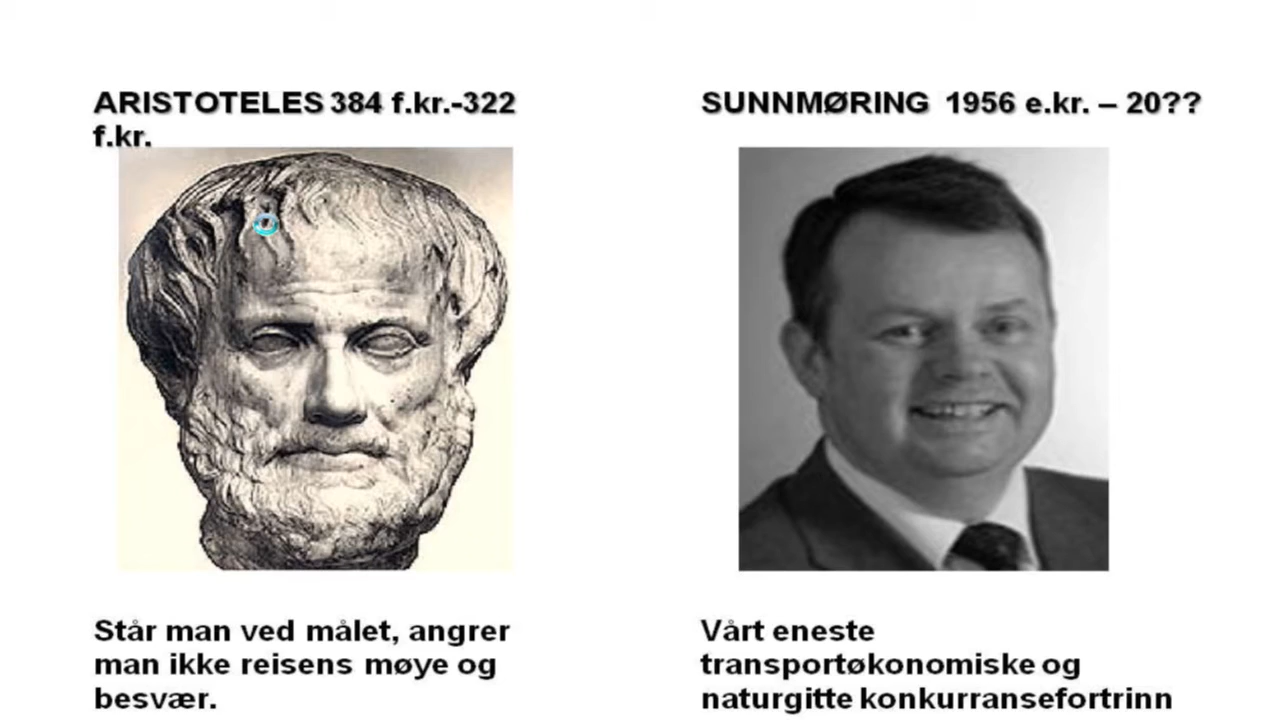 ARISTOTELES 384 f.kr.-322
f.kr.
Står man ved målet, angrer
man ikke reisens møye og
besvær.
SUNNMØRING 1956 e.kr. – 20??
Vårt eneste
transportøkonomiske og
naturgitte konkurransefortrinn